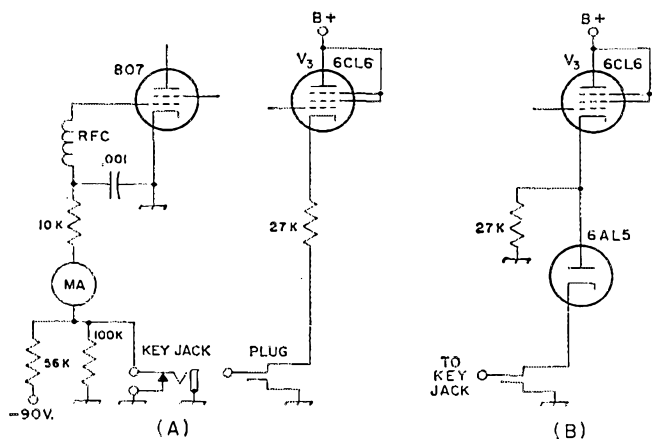 B+
B+
807
V3
6CL6
V3
6CL6
RFC
.001
10K
27K
27K
6AL5
MA
56K
100K
KEY JACK
PLUG
TO
KEY
JACK
-90V.
(A)
(B)